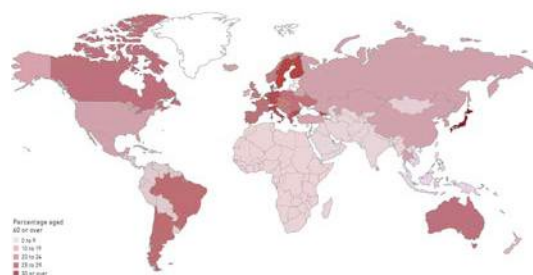 Percentage aged
60 or over
0 to 9
10 to 19
20 to 24
25 to 29
30 or over